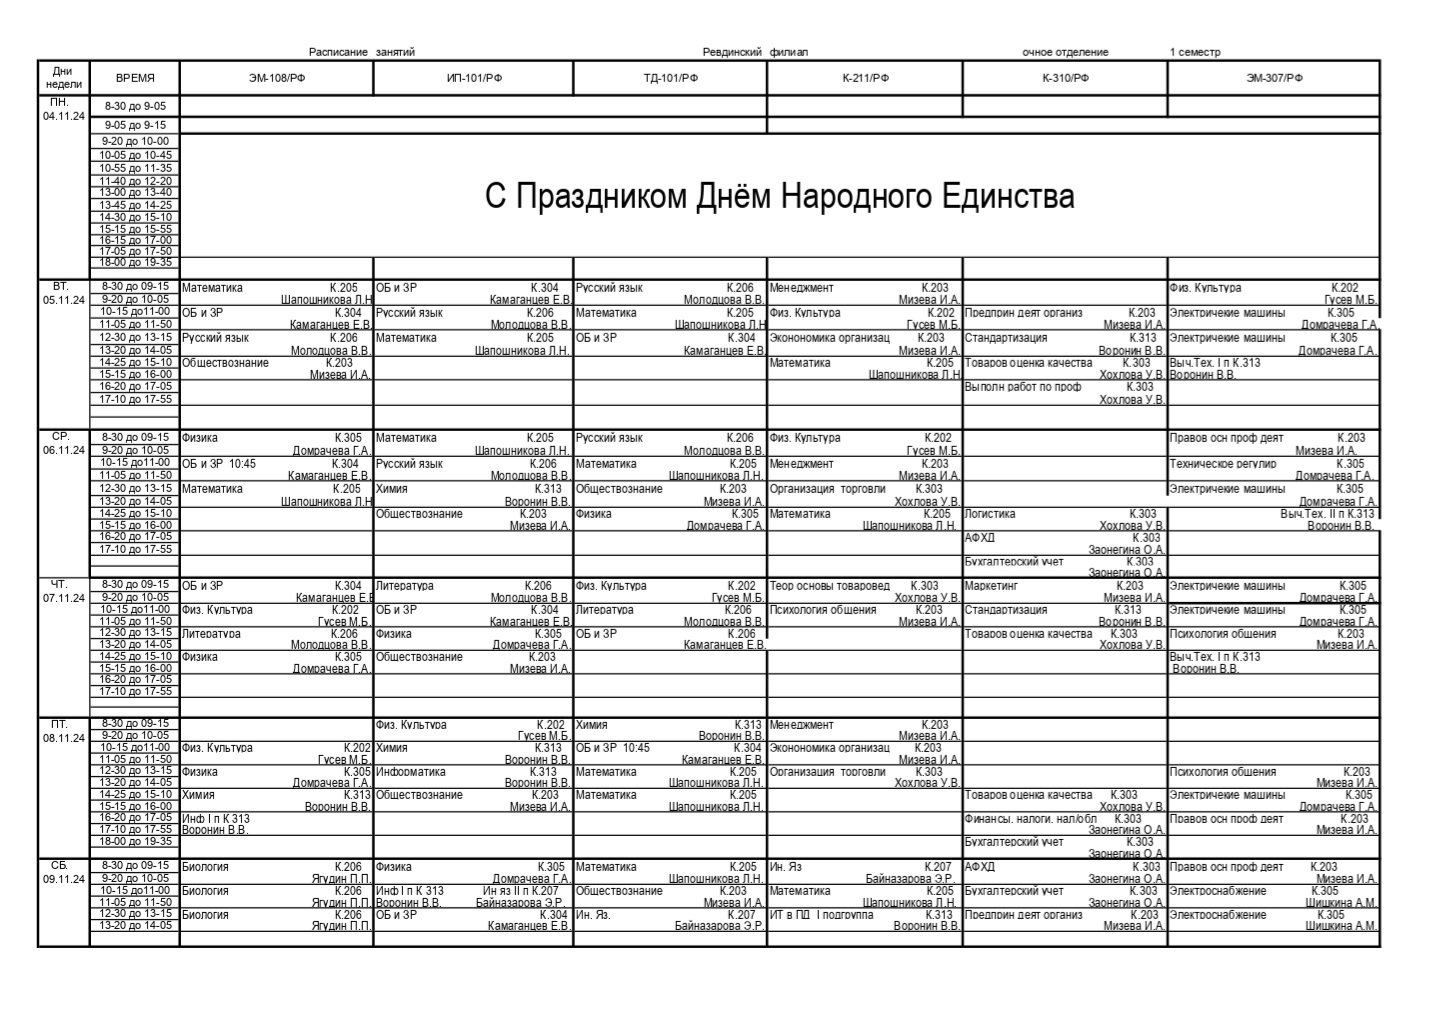 Расписание занятий Ревдинский филиал очное отделение 1 семестр
Дни недели ВРЕМЯ ЭМ-108/РФ ИП-101/РФ ТД-101/РФ К-211/РФ К-310/РФ ЭМ-307/РФ
ПН. 8-30 до 9-05
04.11.24
9-05 до 9-15
9-20 до 10-00
10-05 до 10-45
10-55 до 11-35
11-40 до 12-20
С Праздником Днём Народного Единства
13-00 до 13-40
13-45 до 14-25
14-30 до 15-10
15-15 до 15-55
16-15 до 17-00
17-05 до 17-50
18-00 до 19-35
ВТ. 8-30 до 09-15 Математика К.205 ОБ и ЗР К.304 Русский язык К.206 Менеджмент К.203 Физ. Культура К.202
05.11.24 9-20 до 10-05 Шапошникова Л.Н Камаганцев Е.В. Молодцова В.В. Мизева И.А. Гусев М.Б.
10-15 до11-00 ОБ и ЗР К.304 Русский язык К.206 Математика К.205 Физ. Культура К.202 Предприн деят организ К.203 Электричекие машины К.305
11-05 до 11-50 Камаганцев Е.В. Молодцова В.В. Шапошникова Л.Н Гусев М.Б. Мизева И.А. Домрачева Г.А.
12-30 до 13-15 Русский язык К.206 Математика К.205 ОБ и ЗР К.304 Экономомика организац К.203 Стандартизация К.313 Электричекие машины К.305
13-20 до 14-05 Молодцова В.В. Шапошникова Л.Н. Камаганцев Е.В. Мизева И.А. Воронин В.В. Домрачева Г.А.
14-25 до 15-10 Обществознание К.203 Математика К.205 Товаров оценка качества К.303 Выч.Тех. I п К.313
15-15 до 16-00 Мизева И.А. Шапошникова Л.Н. Хохлова У.В. Воронин В.В.
16-20 до 17-05 Выполн работ по проф К.303
17-10 до 17-55 Хохлова У.В.
СР. 8-30 до 09-15 Физика К.305 Математика К.205 Русский язык К.206 Физ. Культура К.202 Правов осн проф деят К.203
06.11.24 9-20 до 10-05 Домрачева Г.А. Шапошникова Л.Н. Молодцова В.В. Гусев М.Б. Мизева И.А.
10-15 до11-00 ОБ и ЗР 10:45 К.304 Русский язык К.206 Математика К.205 Менеджмент К.203 Техническое регулир К.305
11-05 до 11-50 Камаганцев Е.В. Молодцова В.В. Шапошникова Л.Н. Мизева И.А. Домрачева Г.А.
12-30 до 13-15 Математика К.205 Химия К.313 Обществознание К.203 Организация торговли К.303 Электричекие машины К.305
13-20 до 14-05 Шапошникова Л.Н Воронин В.В. Мизева И.А. Хохлова У.В. Домрачева Г.А.
14-25 до 15-10 Обществознание К.203 Физика К.305 Математика К.205 Логистика К.303 Выч.Тех. II п К.313
15-15 до 16-00 Мизева И.А. Домрачева Г.А. Шапошникова Л.Н. Хохлова У.В. Воронин В.В.
16-20 до 17-05 АФХД К.303
17-10 до 17-55 Заонегина О.А.
Бухгалтерский учет К.303
Заонегина О.А.
ЧТ. 8-30 до 09-15 ОБ и ЗР К.304 Литература К.206 Физ. Культура К.202 Теор основы товаровед К.303 Маркетинг К.203 Электричекие машины К.305
07.11.24 9-20 до 10-05 Камаганцев Е.В Молодцова В.В. Гусев М.Б. Хохлова У.В. Мизева И.А. Домрачева Г.А.
10-15 до11-00 Физ. Культура К.202 ОБ и ЗР К.304 Литература К.206 Психология общения К.203 Стандартизация К.313 Электричекие машины К.305
11-05 до 11-50 Гусев М.Б. Камаганцев Е.В. Молодцова В.В. Мизева И.А. Воронин В.В. Домрачева Г.А.
12-30 до 13-15 Литература К.206 Физика К.305 ОБ и ЗР К.206 Товаров оценка качества К.303 Психология общения К.203
13-20 до 14-05 Молодцова В.В. Домрачева Г.А. Камаганцев Е.В. Хохлова У.В. Мизева И.А.
14-25 до 15-10 Физика К.305 Обществознание К.203 Выч.Тех. I п К.313
15-15 до 16-00 Домрачева Г.А. Мизева И.А. Воронин В.В.
16-20 до 17-05
17-10 до 17-55
ПТ. 8-30 до 09-15 Физ. Культура К.202 Химия К.313 Менеджмент К.203
08.11.24 9-20 до 10-05 Гусев М.Б. Воронин В.В. Мизева И.А.
10-15 до11-00 Физ. Культура К.202 Химия К.313 ОБ и ЗР 10:45 К.304 Экономомика организац К.203
11-05 до 11-50 Гусев М.Б. Воронин В.В. Камаганцев Е.В. Мизева И.А.
12-30 до 13-15 Физика К.305 Информатика К.313 Математика К.205 Организация торговли К.303 Психология общения К.203
13-20 до 14-05 Домрачева Г.А. Воронин В.В. Шапошникова Л.Н. Хохлова У.В. Мизева И.А.
14-25 до 15-10 Химия К.313 Обществознание К.203 Математика К.205 Товаров оценка качества К.303 Электричекие машины К.305
15-15 до 16-00 Воронин В.В. Мизева И.А. Шапошникова Л.Н. Хохлова У.В. Домрачева Г.А.
16-20 до 17-05 Инф I п К 313 Финансы. налоги. нал/обл К.303 Правов осн проф деят К.203
17-10 до 17-55 Воронин В.В. Заонегина О.А. Мизева И.А.
18-00 до 19-35 Бухгалтерский учет К.303
Заонегина О.А.
СБ. 8-30 до 09-15 Биология К.206 Физика К.305 Математика К.205 Ин. Яз К.207 АФХД К.303 Правов осн проф деят К.203
09.11.24 9-20 до 10-05 Ягудин П.П. Домрачева Г.А. Шапошникова Л.Н. Байназарова Э.Р. Заонегина О.А. Мизева И.А.
10-15 до11-00 Биология К.206 Инф I п К 313 Ин яз II п К.207 Обществознание К.203 Математика К.205 Бухгалтерский учет К.303 Электроснабжение К.305
11-05 до 11-50 Ягудин П.П. Воронин В.В. Байназарова Э.Р. Мизева И.А. Шапошникова Л.Н. Заонегина О.А. Шишкина А.М.
12-30 до 13-15 Биология К.206 ОБ и ЗР К.304 Ин. Яз. К.207 ИТ в ПД I подгруппа К.313 Предприн деят организ К.203 Электроснабжение К.305
13-20 до 14-05 Ягудин П.П. Камаганцев Е.В. Байназарова Э.Р. Воронин В.В. Мизева И.А. Шишкина А.М.